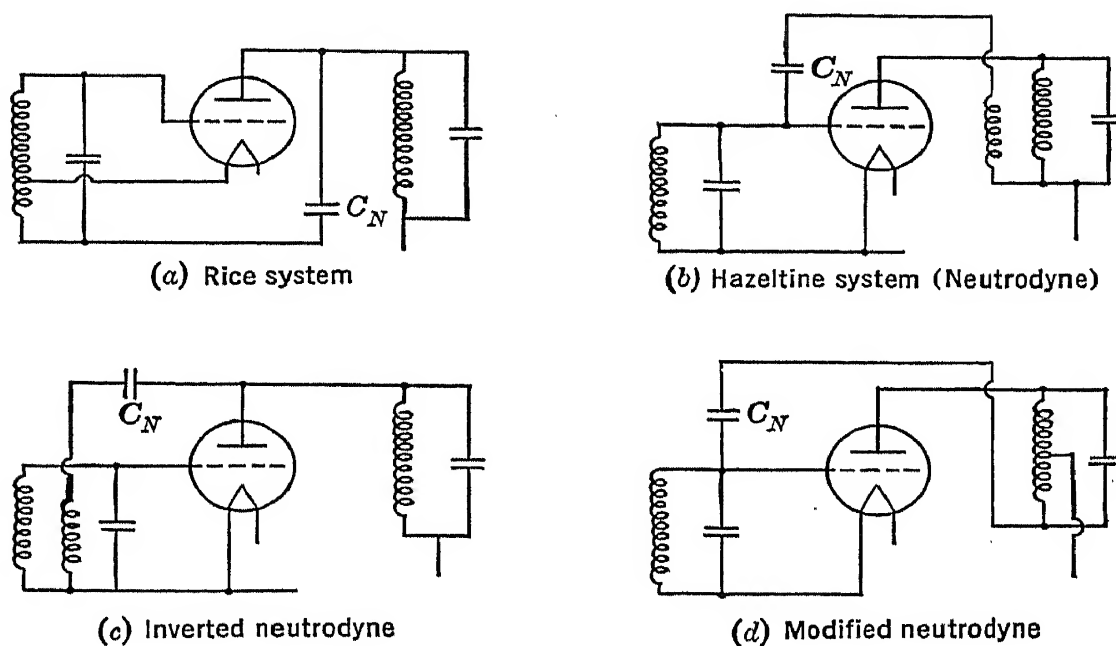 C_N
(a) Rice system
C_N
(b) Hazeltine system (Neutrodyne)
C_N
(c) Inverted neutrodyne
C_N
(d) Modified neutrodyne